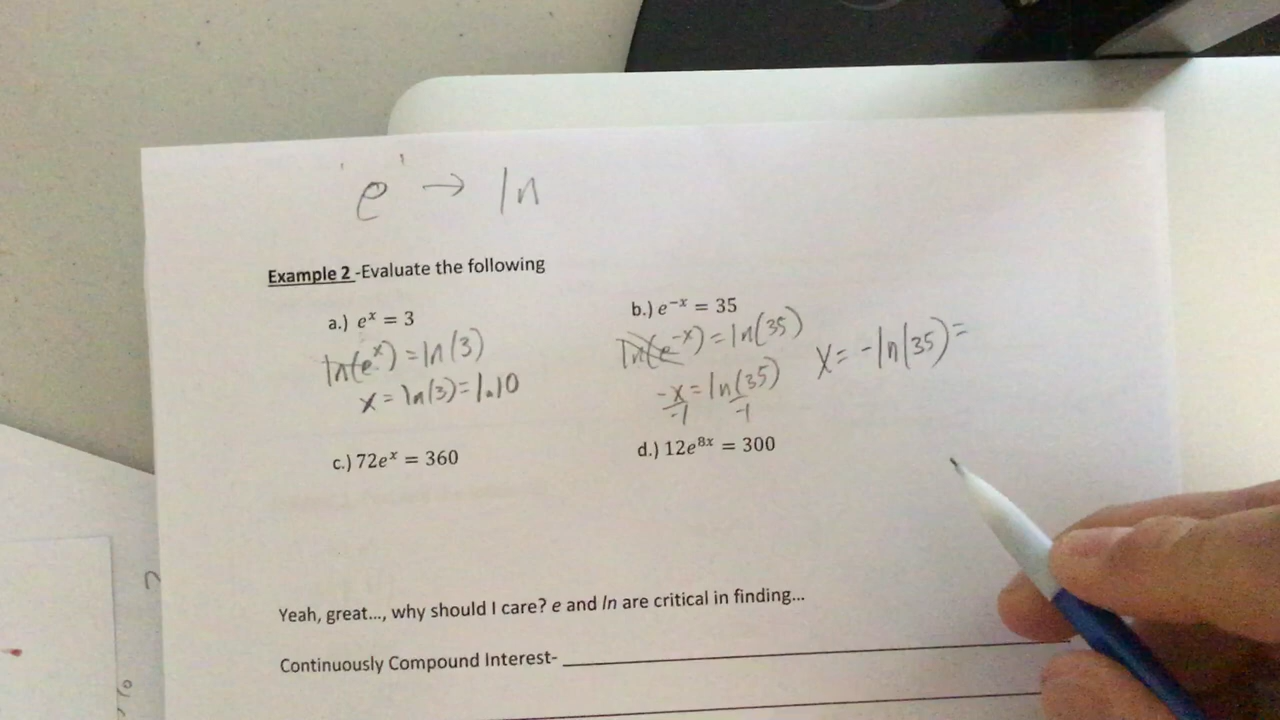 'e' → ln
Example 2 -Evaluate the following
a.) e^x = 3
ln(e^x) = ln(3)
x = ln(3) = 1.10
b.) e^-x = 35
ln(e^-x) = ln(35)
-x/-1 = ln(35)/-1
x = -ln(35) =
c.) 72e^x = 360
d.) 12e^8x = 300
Yeah, great..., why should I care? e and ln are critical in finding...
Continuously Compound Interest-